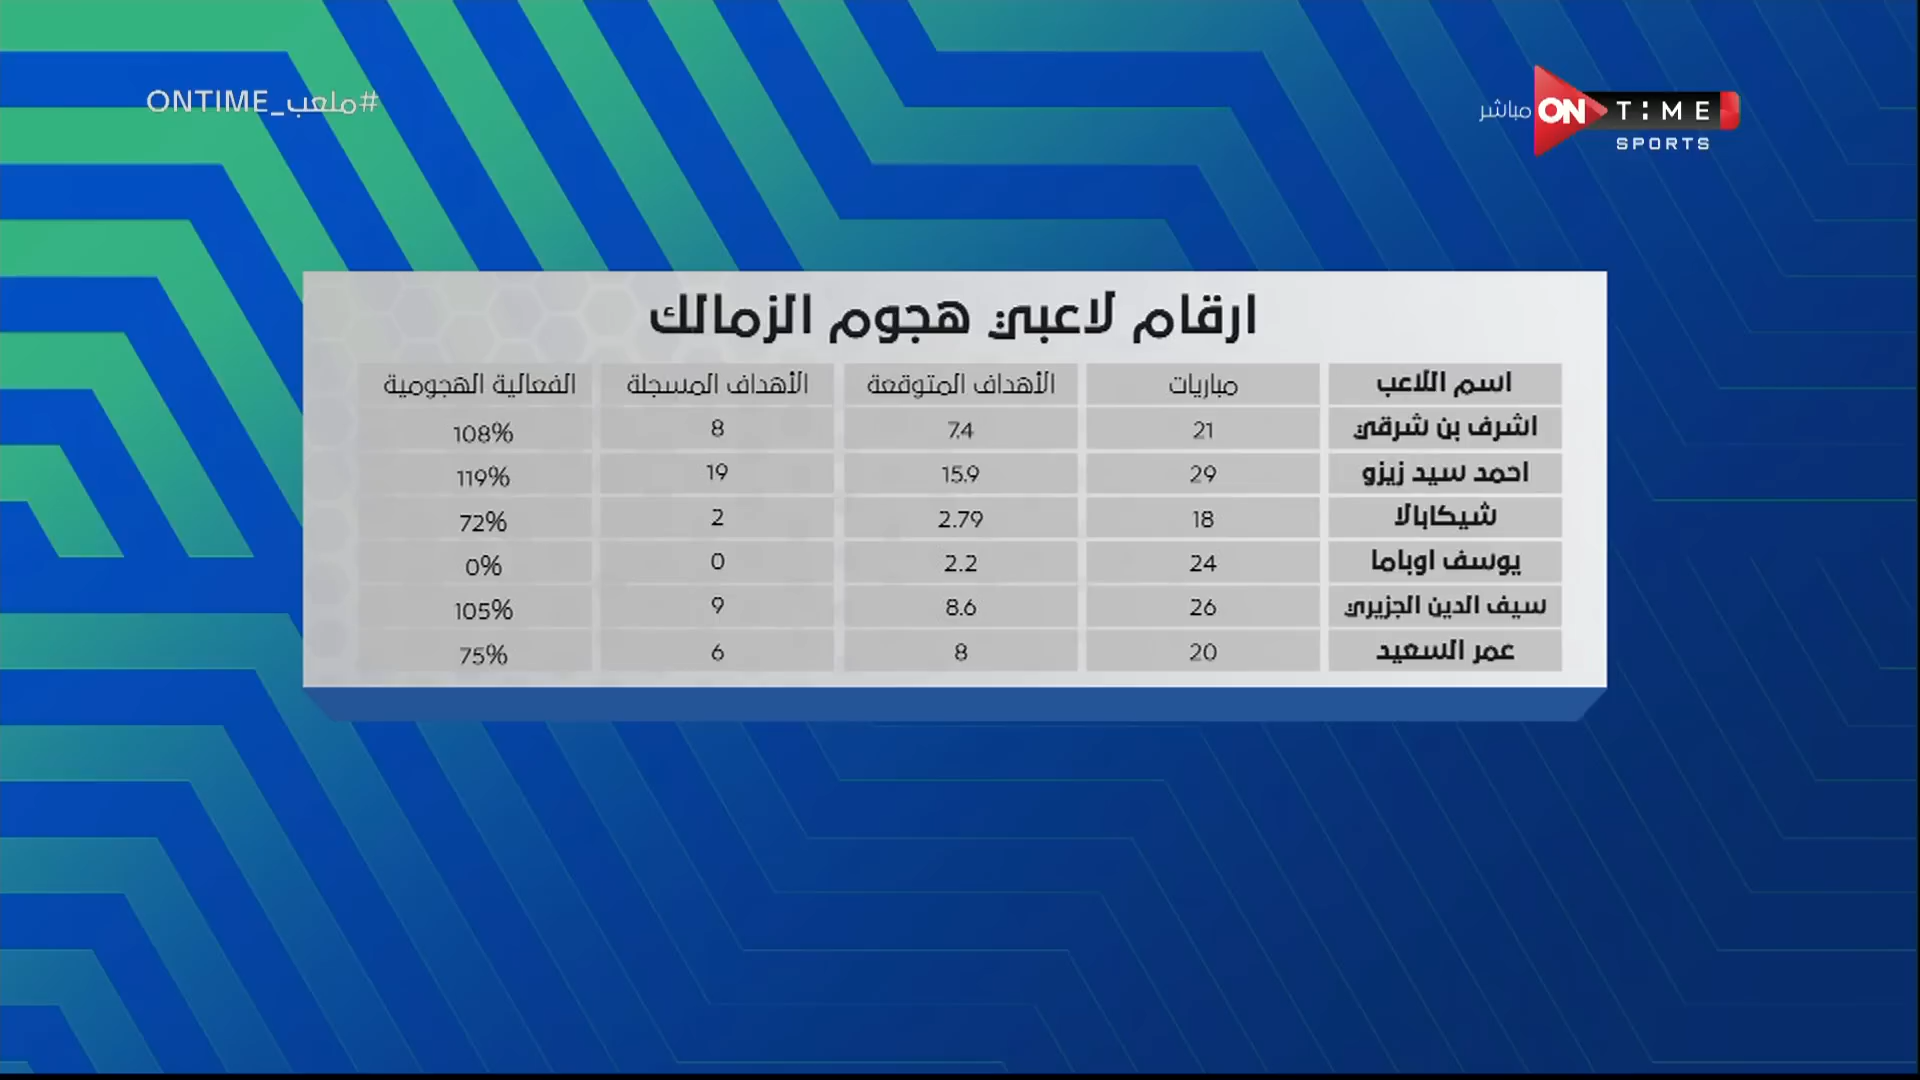 #ملعب_ONTIME
مباشر ON TIME
SPORTS
ارقام لاعبي هجوم الزمالك
اسم اللاعب مباريات الأهداف المتوقعة الأهداف المسجلة الفعالية الهجومية
اشرف بن شرقي 21 7.4 8 108%
احمد سيد زيزو 29 15.9 19 119%
شيكابالا 18 2.79 2 72%
يوسف اوباما 24 2.2 0 0%
سيف الدين الجزيري 26 8.6 9 105%
عمر السعيد 20 8 6 75%